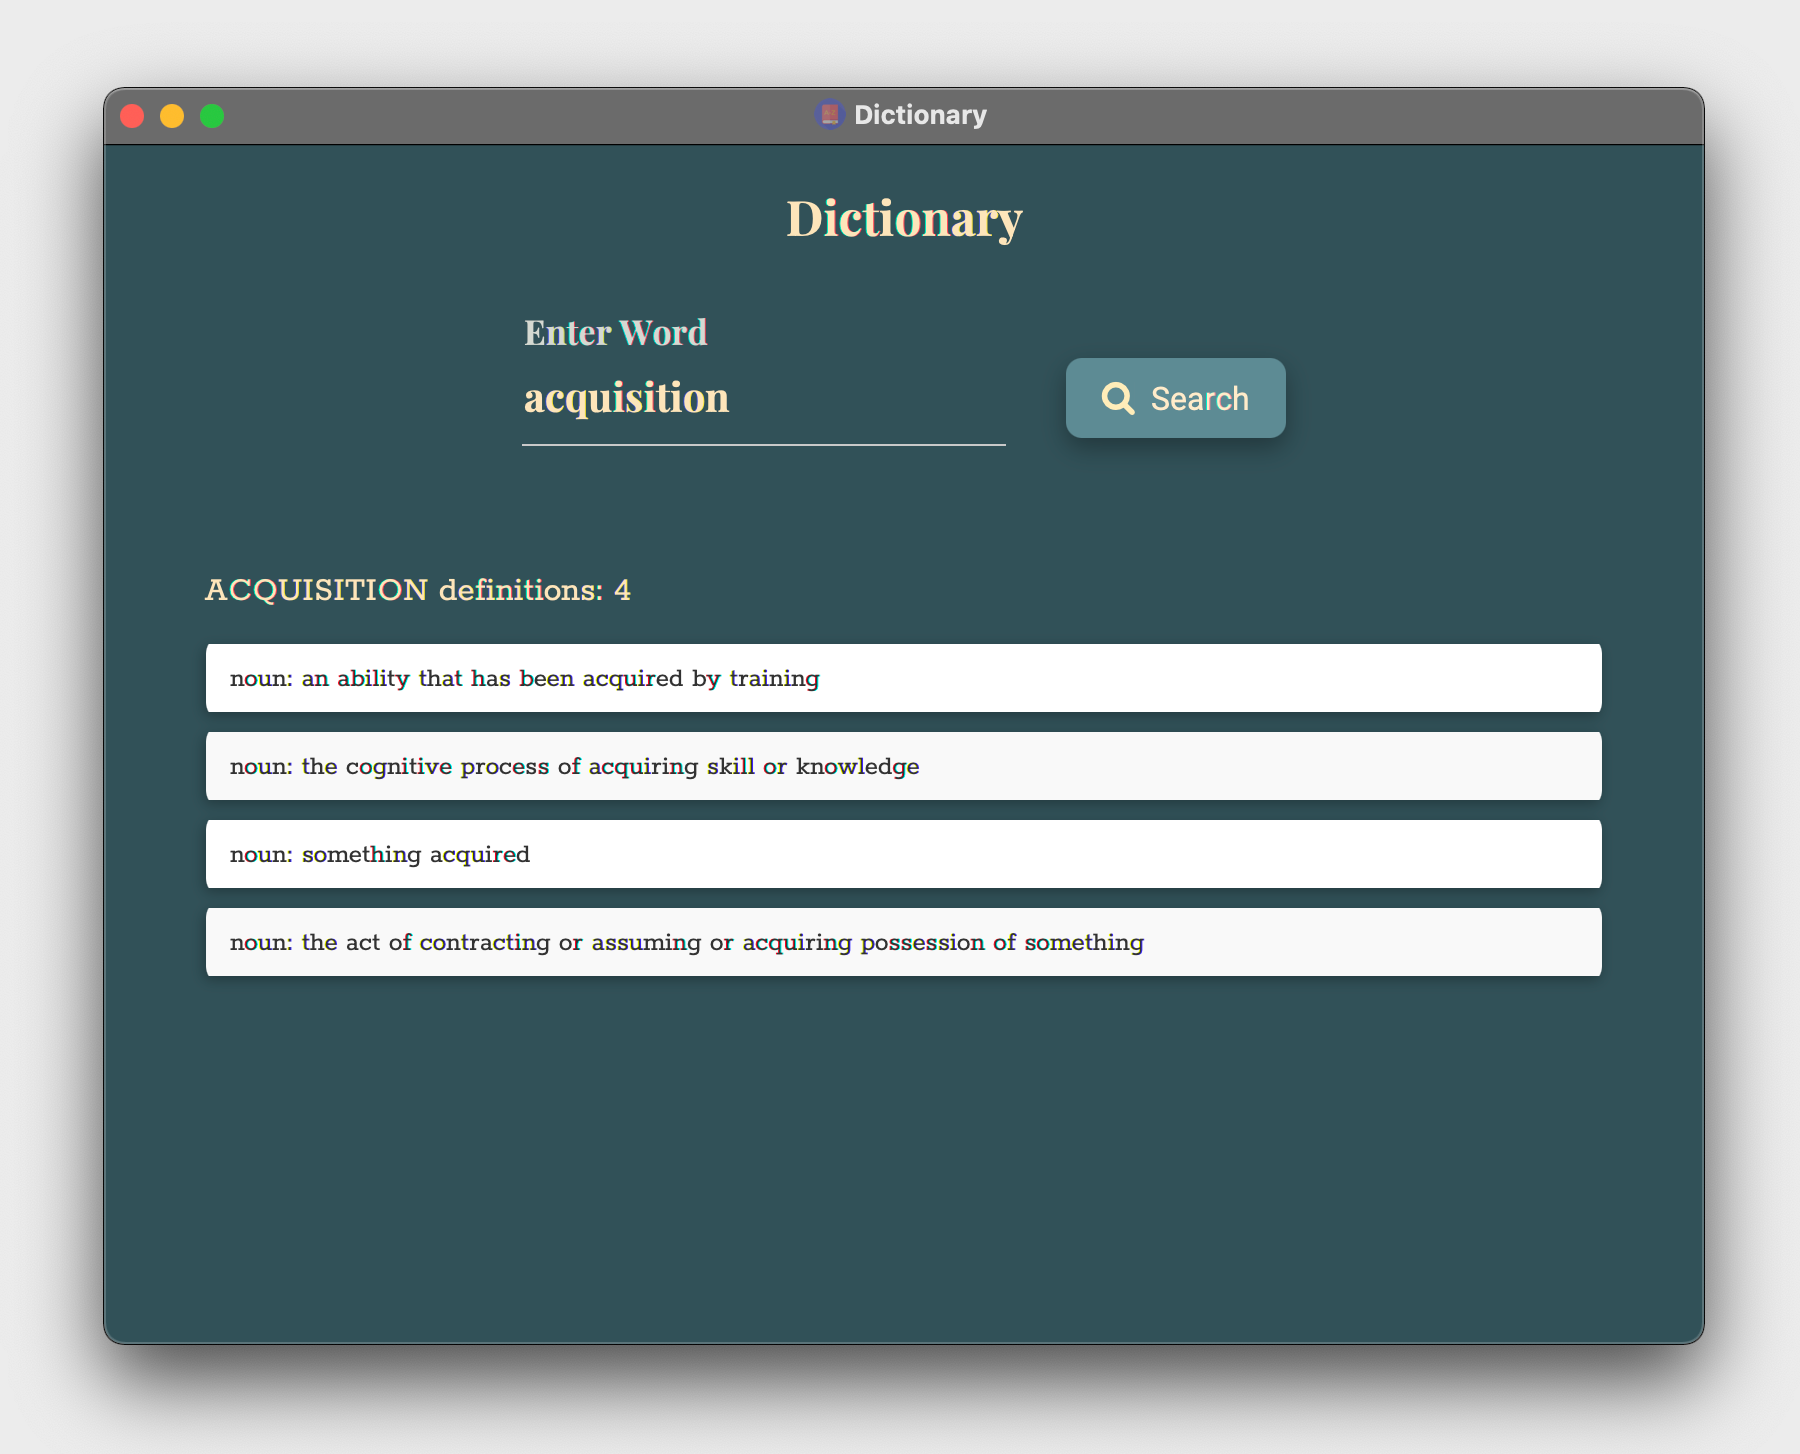 Dictionary
Dictionary
Enter Word
acquisition
Search
ACQUISITION definitions: 4
noun: an ability that has been acquired by training
noun: the cognitive process of acquiring skill or knowledge
noun: something acquired
noun: the act of contracting or assuming or acquiring possession of something